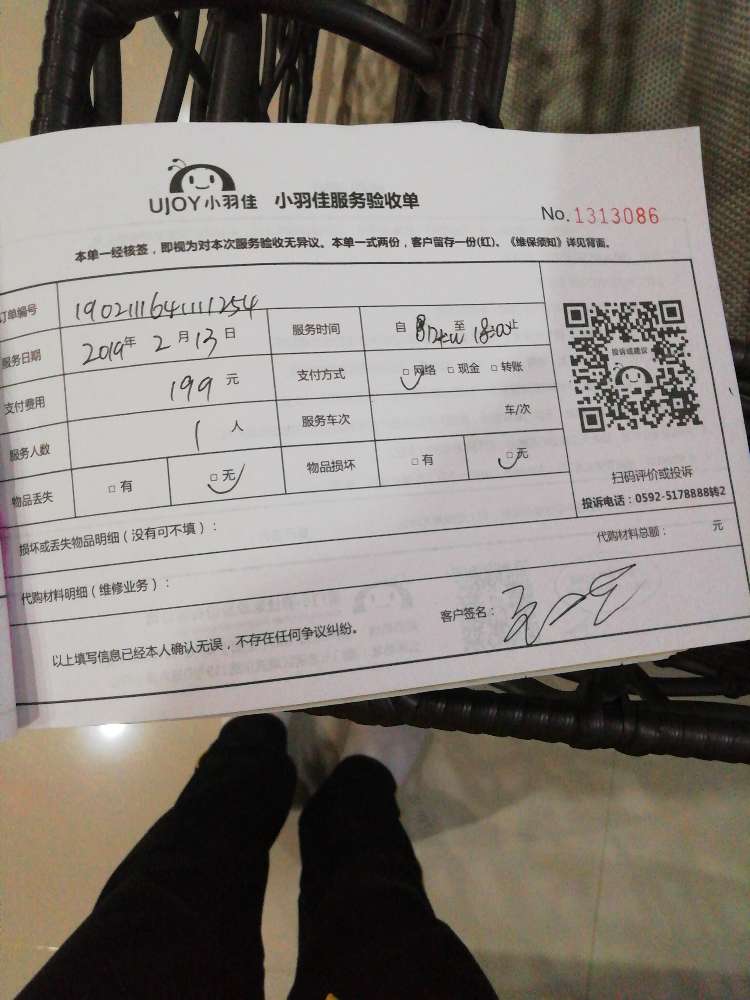 UJOY小羽佳 小羽佳服务验收单
No.1313086
本单一经核签，即视为对本次服务验收无异议。本单一式两份，客户留存一份(红)。《维保须知》详见背面。
订单编号 1902111641111254
服务日期 2019年 2月 13日 服务时间 自 至 18:00止
支付费用 199 元 支付方式 □网络 □现金 □转账
服务人数 1 人 服务车次 车/次
物品丢失 □有 □无 物品损坏 □有 □无
投诉或建议
扫码评价或投诉
投诉电话：0592-5178888转2
损坏或丢失物品明细（没有可不填）：
代购材料总额： 元
代购材料明细（维修业务）：
以上填写信息已经本人确认无误，不存在任何争议纠纷。
客户签名：